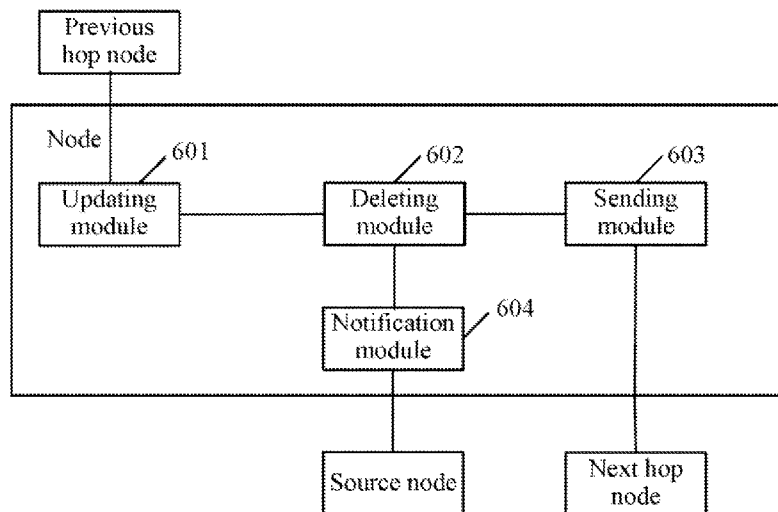 Previous
hop node
Node
601
602
603
Updating
module
Deleting
module
Sending
module
Notification
module
604
Source node
Next hop
node